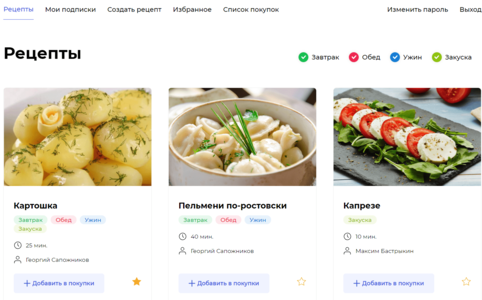 Рецепты Мои подписки Создать рецепт Избранное Список покупок Изменить пароль Выход
Рецепты
Завтрак Обед Ужин Закуска
Картошка
Завтрак Обед Ужин
Закуска
25 мин.
Георгий Сапожников
+ Добавить в покупки
Пельмени по-ростовски
Завтрак Обед Ужин
40 мин.
Георгий Сапожников
+ Добавить в покупки
Капрезе
Закуска
10 мин.
Максим Бастрыкин
+ Добавить в покупки